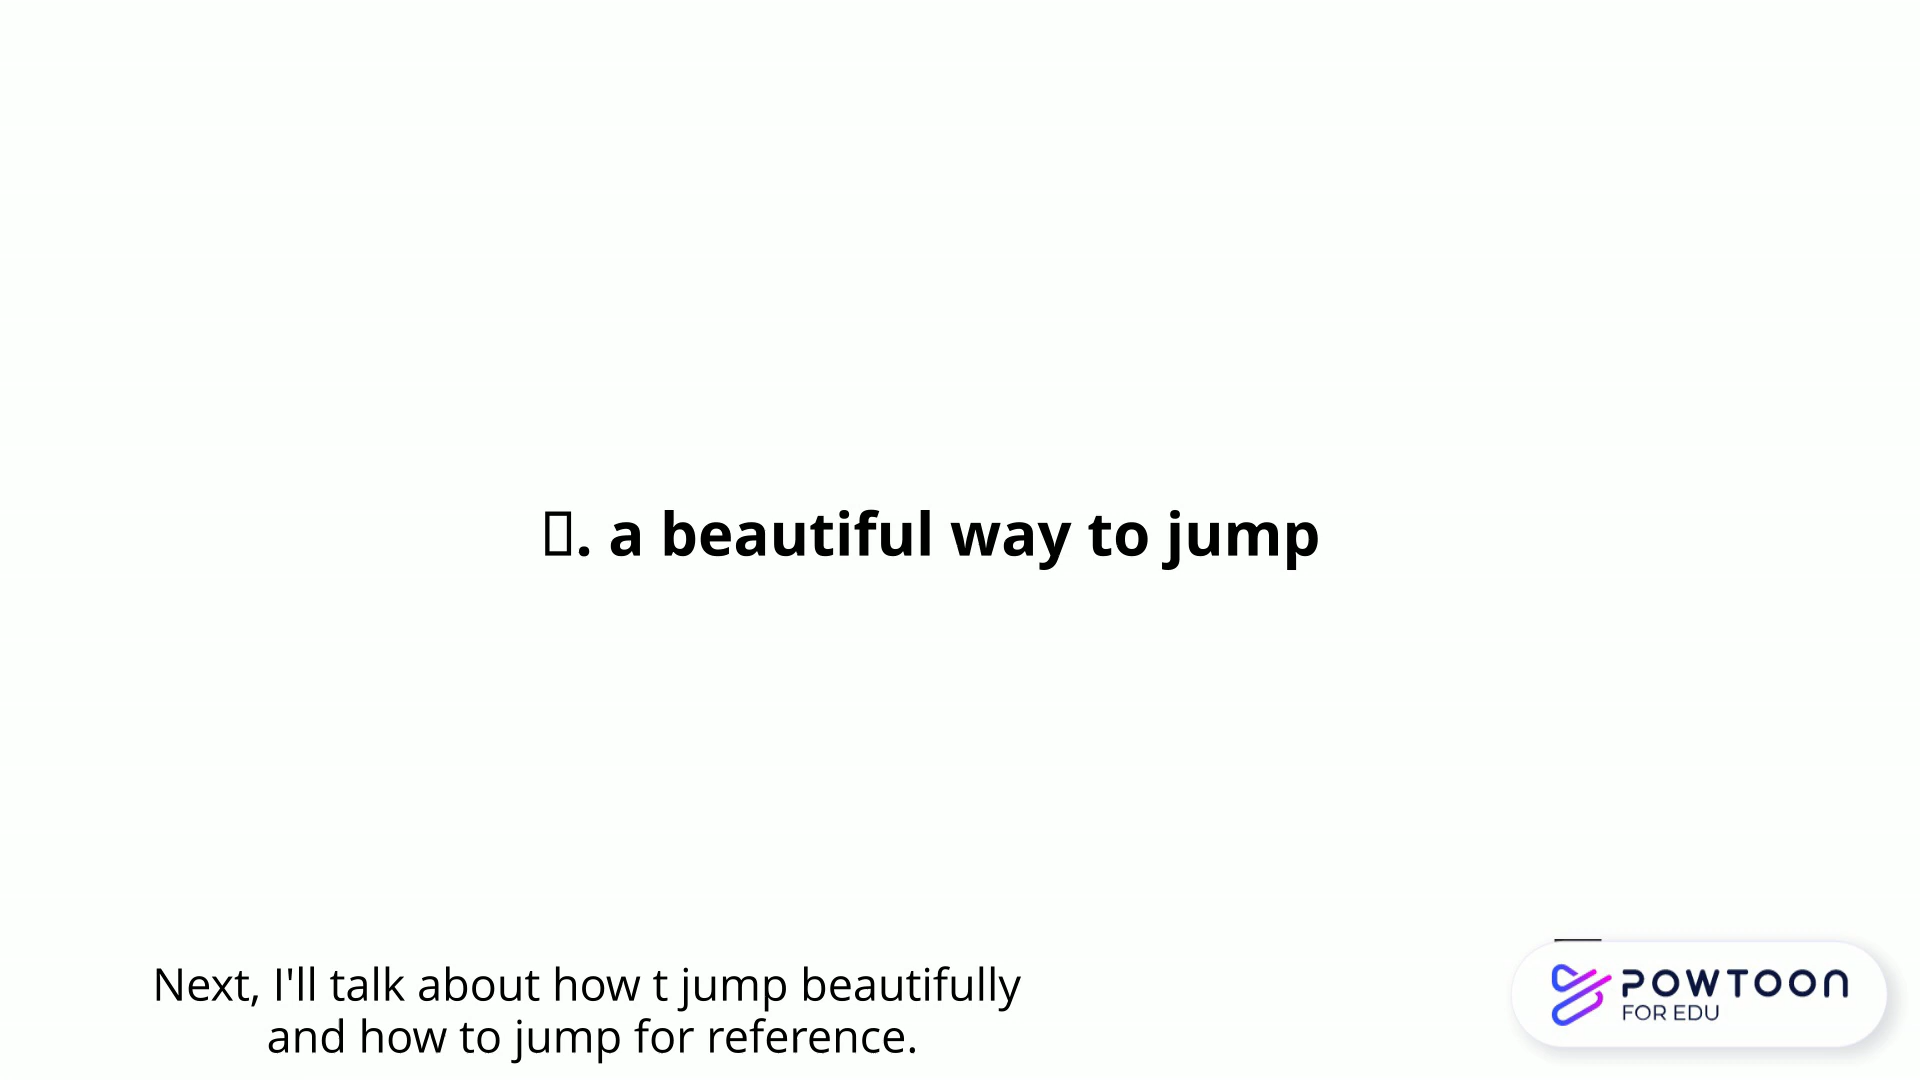 . a beautiful way to jump
Next, I'll talk about how t jump beautifully
and how to jump for reference.
POWTOON
FOR EDU